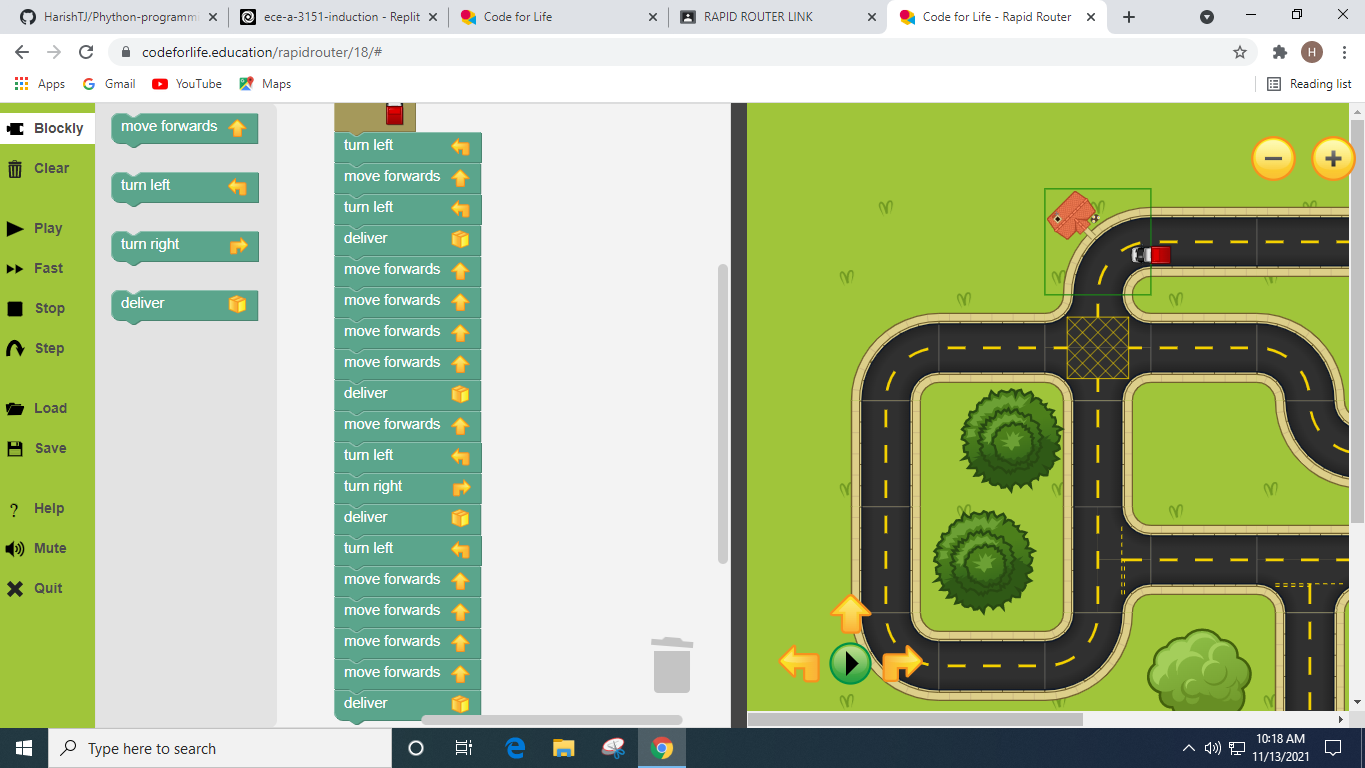 HarishTJ/Phython-programm
ece-a-3151-induction - Replit
Code for Life
RAPID ROUTER LINK
Code for Life - Rapid Router
codeforlife.education/rapidrouter/18/#
H
Apps
Gmail
YouTube
Maps
Reading list
Blockly
Clear
Play
Fast
Stop
Step
Load
Save
? Help
Mute
Quit
move forwards
turn left
turn right
deliver
turn left
move forwards
turn left
deliver
move forwards
move forwards
move forwards
move forwards
deliver
move forwards
turn left
turn right
deliver
turn left
move forwards
move forwards
move forwards
move forwards
deliver
Type here to search
10:18 AM
11/13/2021